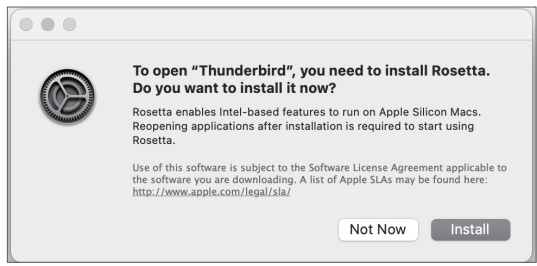 To open “Thunderbird”, you need to install Rosetta.
Do you want to install it now?
Rosetta enables Intel-based features to run on Apple Silicon Macs.
Reopening applications after installation is required to start using
Rosetta.
Use of this software is subject to the Software License Agreement applicable to
the software you are downloading. A list of Apple SLAs may be found here:
http://www.apple.com/legal/sla/
Not Now Install